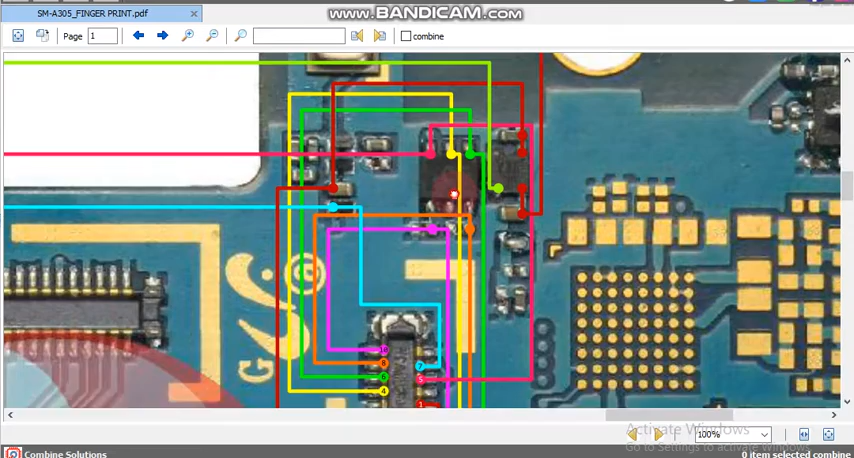 www.BANDICAM.com
SM-A305_FINGER PRINT.pdf
Page 1
combine
G
10
8
6
4
7
5
1
Activate Windows
Go to Settings to activate Windows.
100%
Combine Solutions
0 item selected combine